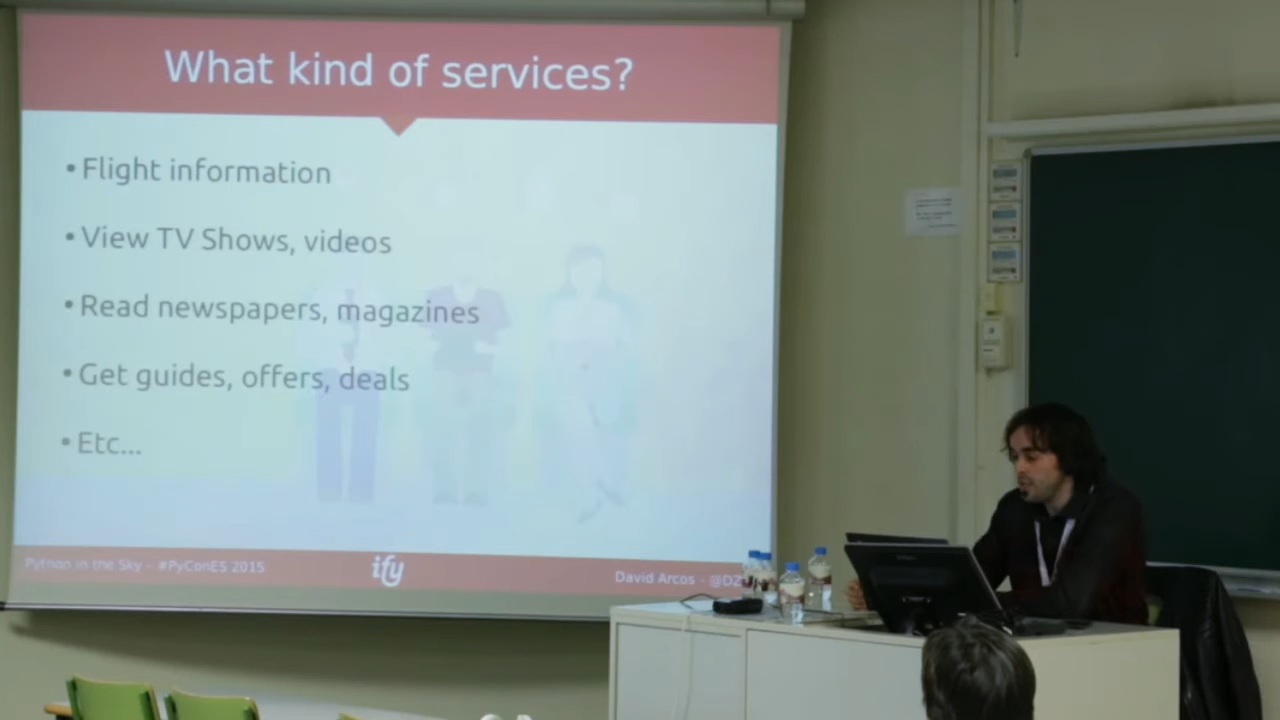 What kind of services?
•Flight information
•View TV Shows, videos
•Read newspapers, magazines
•Get guides, offers, deals
•Etc...
Python in the Sky - #PyConES 2015
ify
David Arcos - @DZ